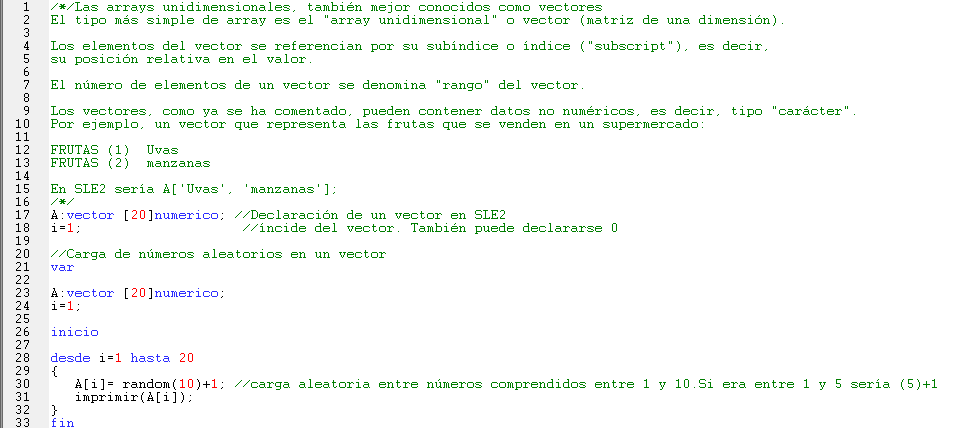 1 /*/Las arrays unidimensionales, también mejor conocidos como vectores
2 El tipo más simple de array es el "array unidimensional" o vector (matriz de una dimensión).
3
4 Los elementos del vector se referencian por su subíndice o índice ("subscript"), es decir,
5 su posición relativa en el valor.
6
7 El número de elementos de un vector se denomina "rango" del vector.
8
9 Los vectores, como ya se ha comentado, pueden contener datos no numéricos, es decir, tipo "carácter".
10 Por ejemplo, un vector que representa las frutas que se venden en un supermercado:
11
12 FRUTAS (1)  Uvas
13 FRUTAS (2)  manzanas
14
15 En SLE2 sería A['Uvas', 'manzanas'];
16 /*/
17 A:vector [20]numerico; //Declaración de un vector en SLE2
18 i=1;                    //íncide del vector. También puede declararse 0
19
20 //Carga de números aleatorios en un vector
21 var
22
23 A:vector [20]numerico;
24 i=1;
25
26 inicio
27
28 desde i=1 hasta 20
29 {
30    A[i]= random(10)+1; //carga aleatoria entre números comprendidos entre 1 y 10.Si era entre 1 y 5 sería (5)+1
31    imprimir(A[i]);
32 }
33 fin